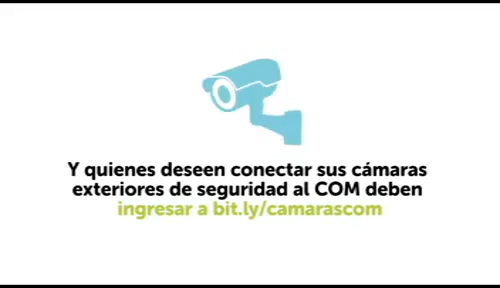 Y quienes deseen conectar sus cámaras
exteriores de seguridad al COM deben
ingresar a bit.ly/camarascom